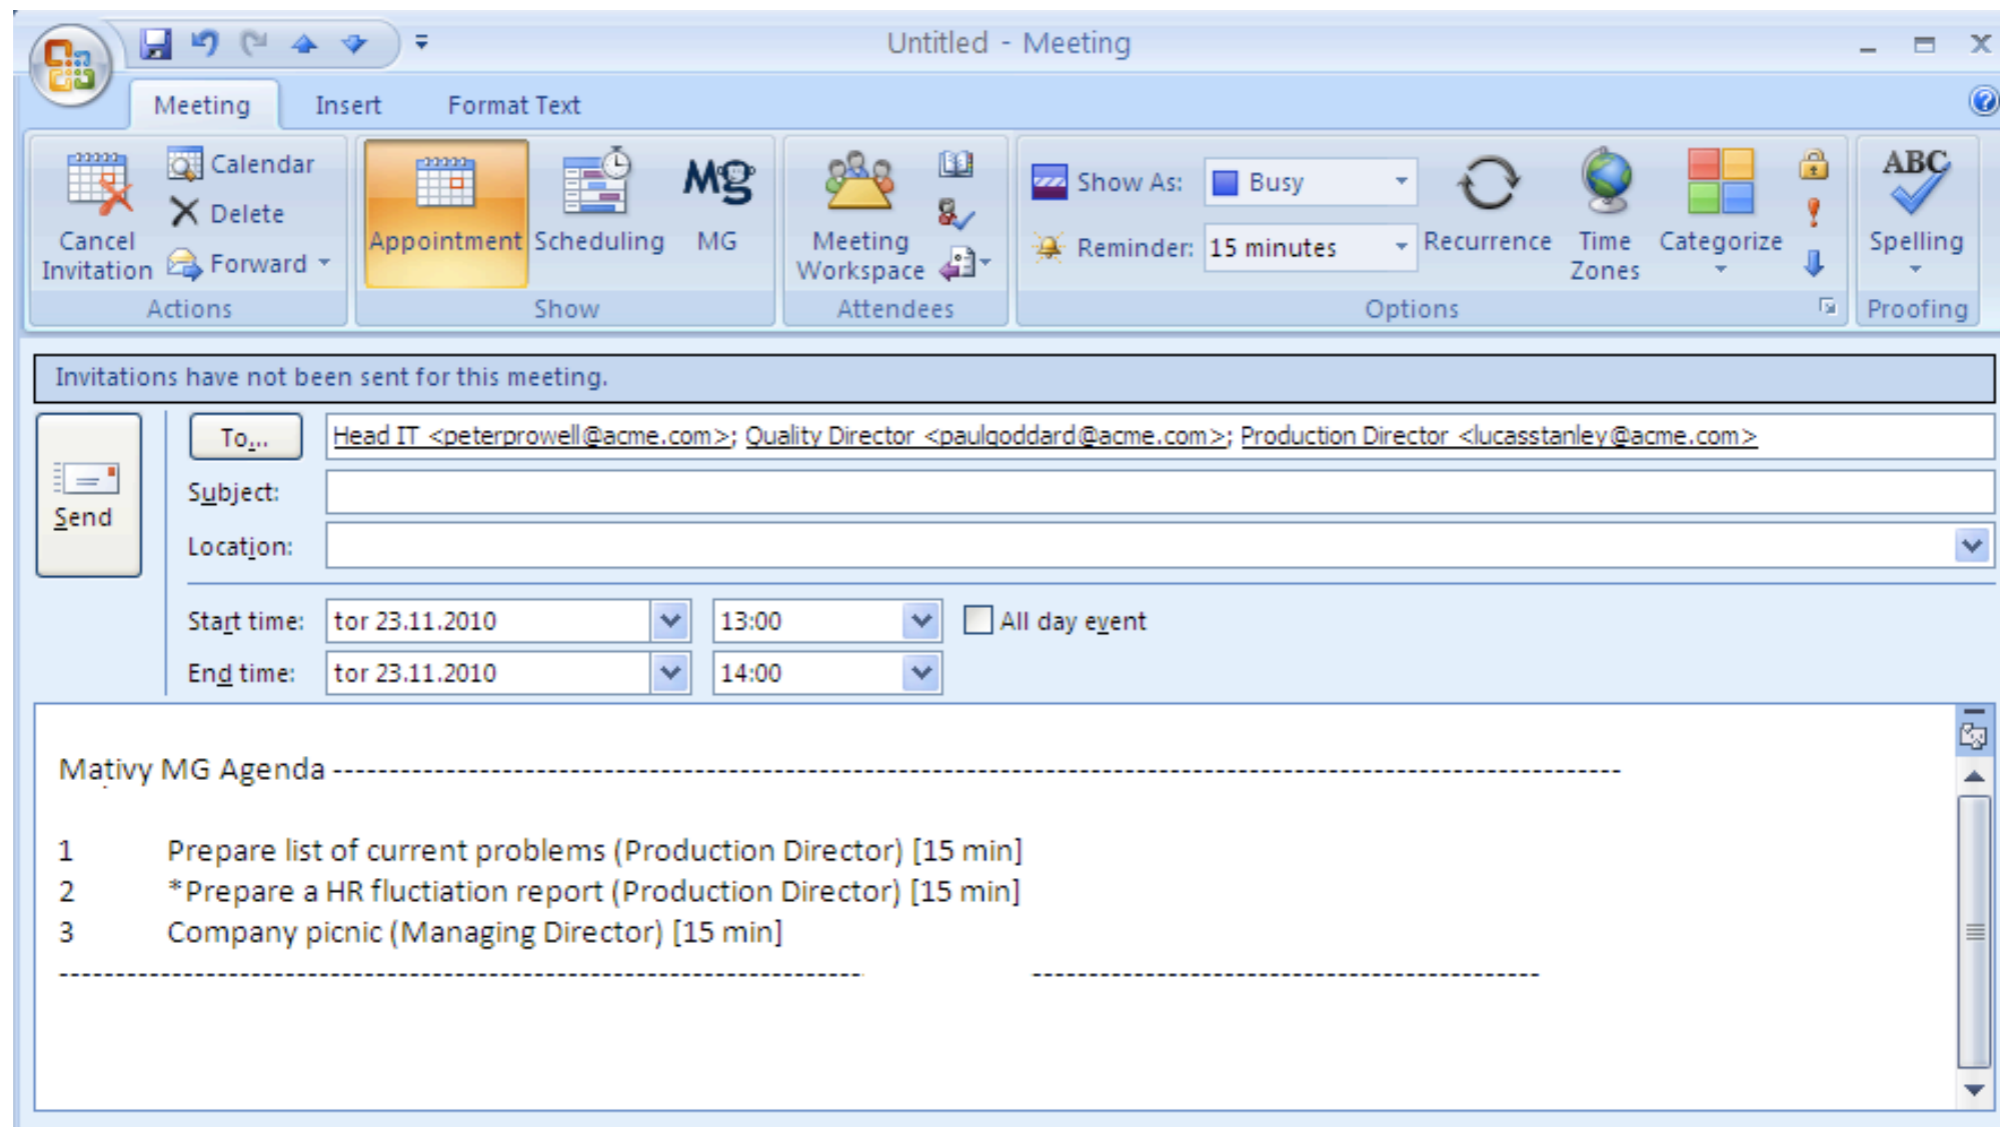 Untitled - Meeting
Meeting Insert Format Text
Cancel Invitation
Calendar
Delete
Forward
Actions
Appointment
Scheduling
MG
MG
Show
Meeting Workspace
Attendees
Show As: Busy
Reminder: 15 minutes
Recurrence
Time Zones
Categorize
Options
ABC
Spelling
Proofing
Invitations have not been sent for this meeting.
Send
To... Head IT <peterprowell@acme.com>; Quality Director <paulgoddard@acme.com>; Production Director <lucasstanley@acme.com>
Subject:
Location:
Start time: tor 23.11.2010 13:00 All day event
End time: tor 23.11.2010 14:00
Mativy MG Agenda --------------------------------------------------------------------------------
1 Prepare list of current problems (Production Director) [15 min]
2 *Prepare a HR fluctiation report (Production Director) [15 min]
3 Company picnic (Managing Director) [15 min]